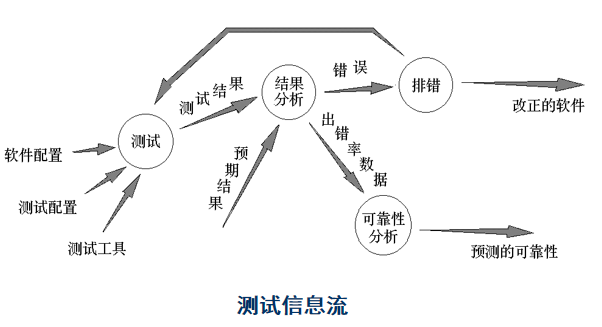 错误
结果
分析
排错
测试结果
改正的软件
测试
出错率数据
软件配置
预期结果
测试配置
测试工具
可靠性
分析
预测的可靠性
测试信息流